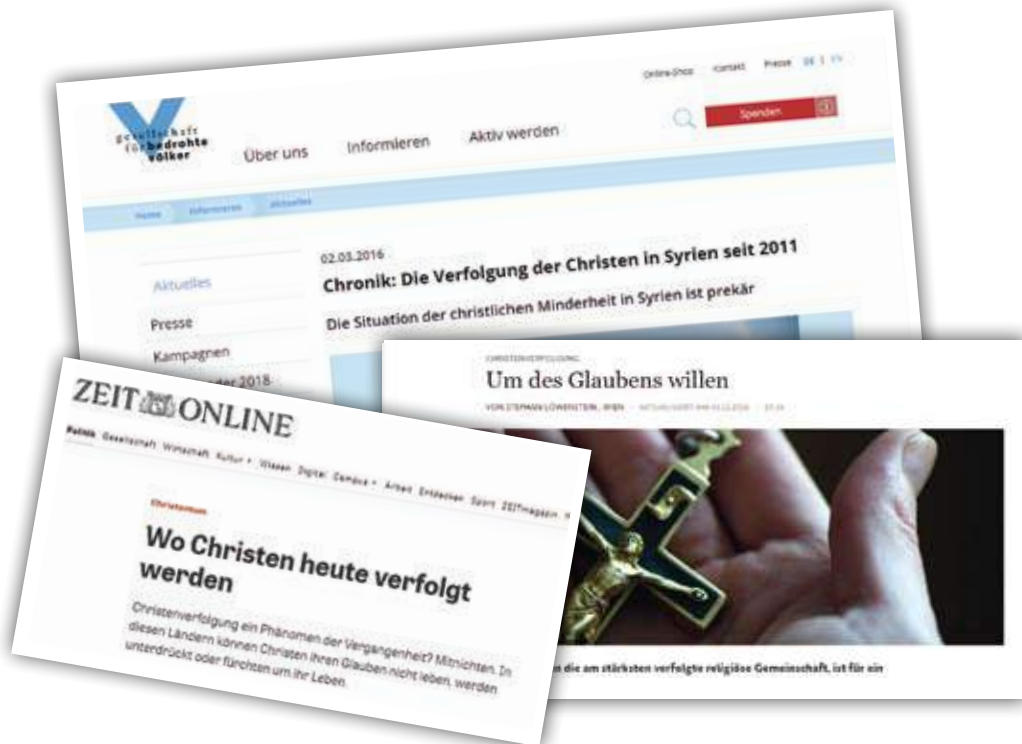 Online-Shop Kontakt Presse DE | EN
gesellschaft
für bedrohte
völker
Über uns Informieren Aktiv werden
Spenden
Home Informieren Aktuelles
02.03.2016
Chronik: Die Verfolgung der Christen in Syrien seit 2011
Die Situation der christlichen Minderheit in Syrien ist prekär
Aktuelles
Presse
Kampagnen
2018
CHRISTENVERFOLGUNG
Um des Glaubens willen
VON STEPHAN LÖWENSTEIN, WIEN
die am stärksten verfolgte religiöse Gemeinschaft, ist für ein
ZEIT ONLINE
Politik Gesellschaft Wirtschaft Kultur Wissen Digital Campus Arbeit Entdecken Sport ZEITmagazin
Christentum
Wo Christen heute verfolgt
werden
Christenverfolgung ein Phänomen der Vergangenheit? Mitnichten. In
diesen Ländern können Christen ihren Glauben nicht leben, werden
unterdrückt oder fürchten um ihr Leben.